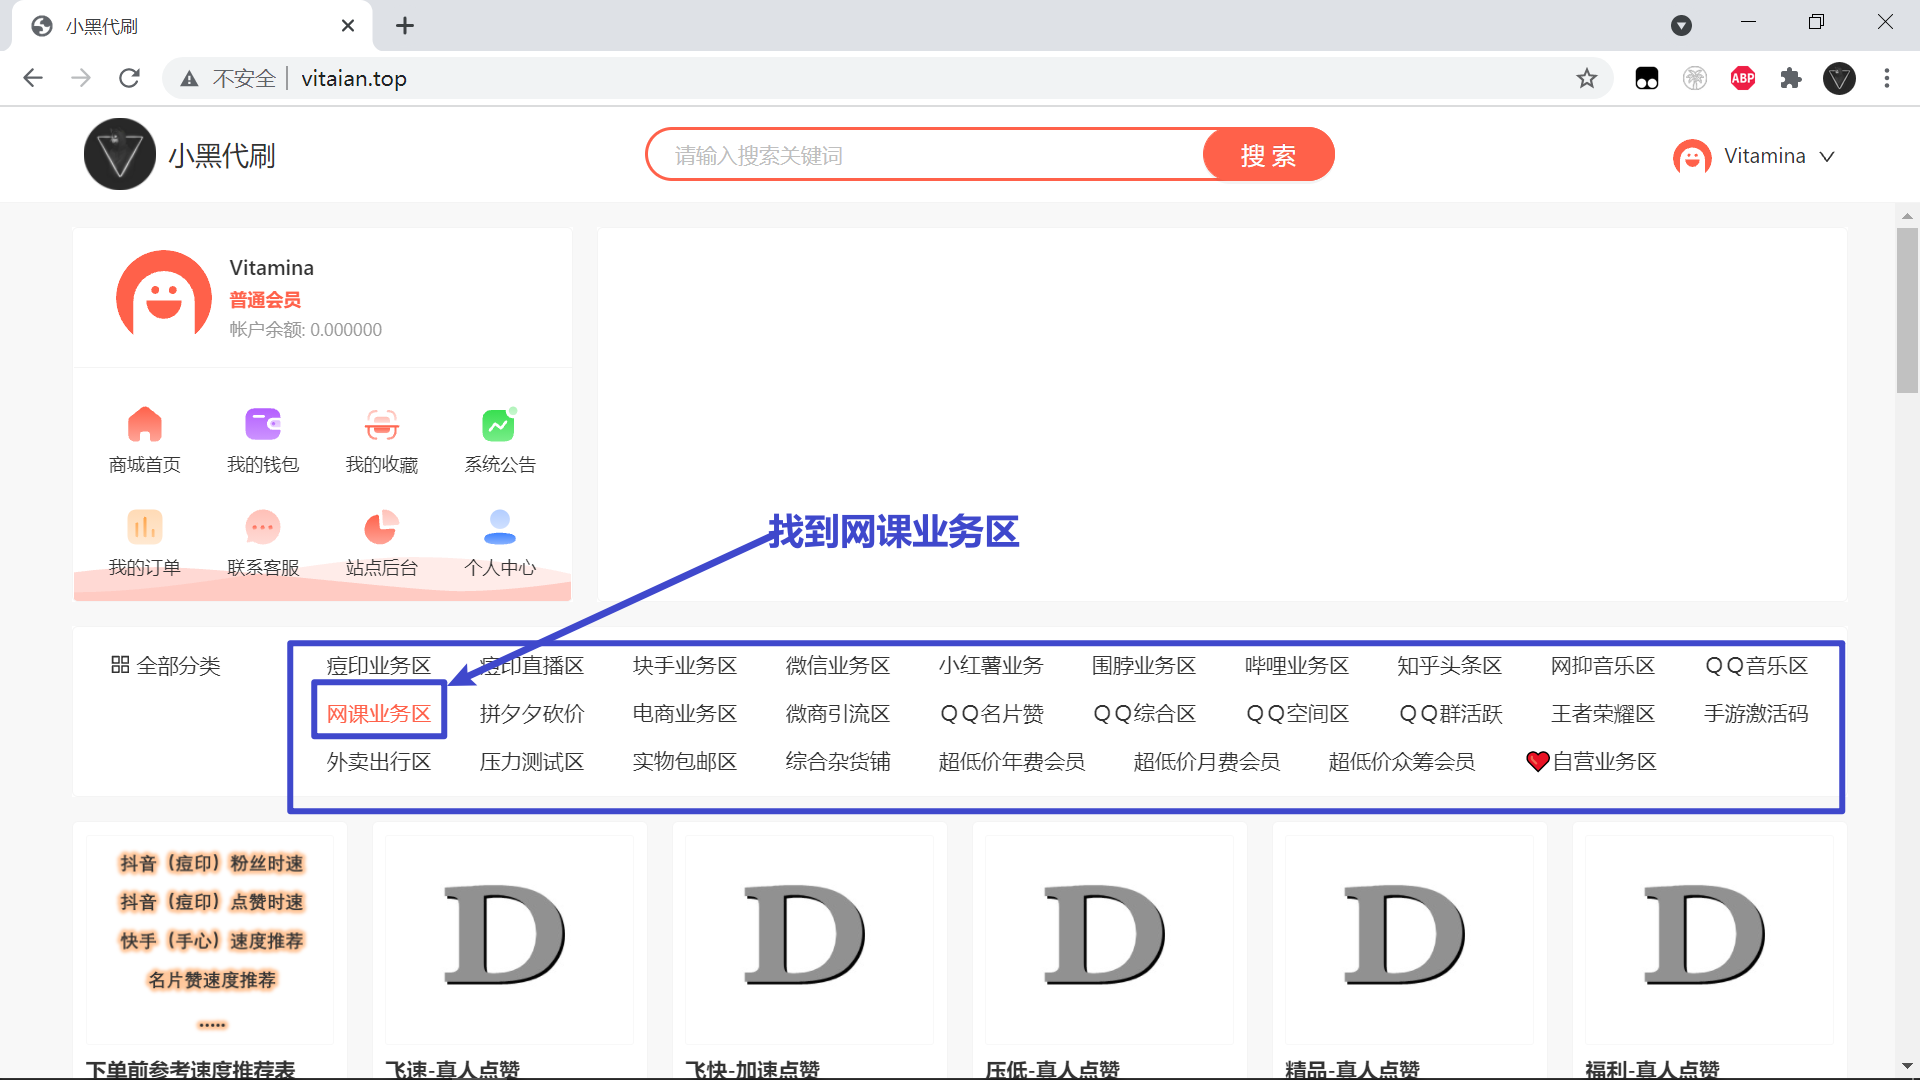 小黑代刷
不安全 vitaian.top
ABP
小黑代刷
请输入搜索关键词
搜 索
Vitamina
Vitamina
普通会员
帐户余额: 0.000000
商城首页 我的钱包 我的收藏 系统公告
我的订单 联系客服 站点后台 个人中心
找到网课业务区
全部分类
痘印业务区 痘印直播区 块手业务区 微信业务区 小红薯业务 围脖业务区 哔哩业务区 知乎头条区 网抑音乐区 ＱＱ音乐区
网课业务区 拼夕夕砍价 电商业务区 微商引流区 ＱＱ名片赞 ＱＱ综合区 ＱＱ空间区 ＱＱ群活跃 王者荣耀区 手游激活码
外卖出行区 压力测试区 实物包邮区 综合杂货铺 超低价年费会员 超低价月费会员 超低价众筹会员 ❤自营业务区
抖音（痘印）粉丝时速
抖音（痘印）点赞时速
快手（手心）速度推荐
名片赞速度推荐
•••••
D D D D D
下单前参考速度推荐表 飞速-真人点赞 飞快-加速点赞 压低-真人点赞 精品-真人点赞 福利-真人点赞